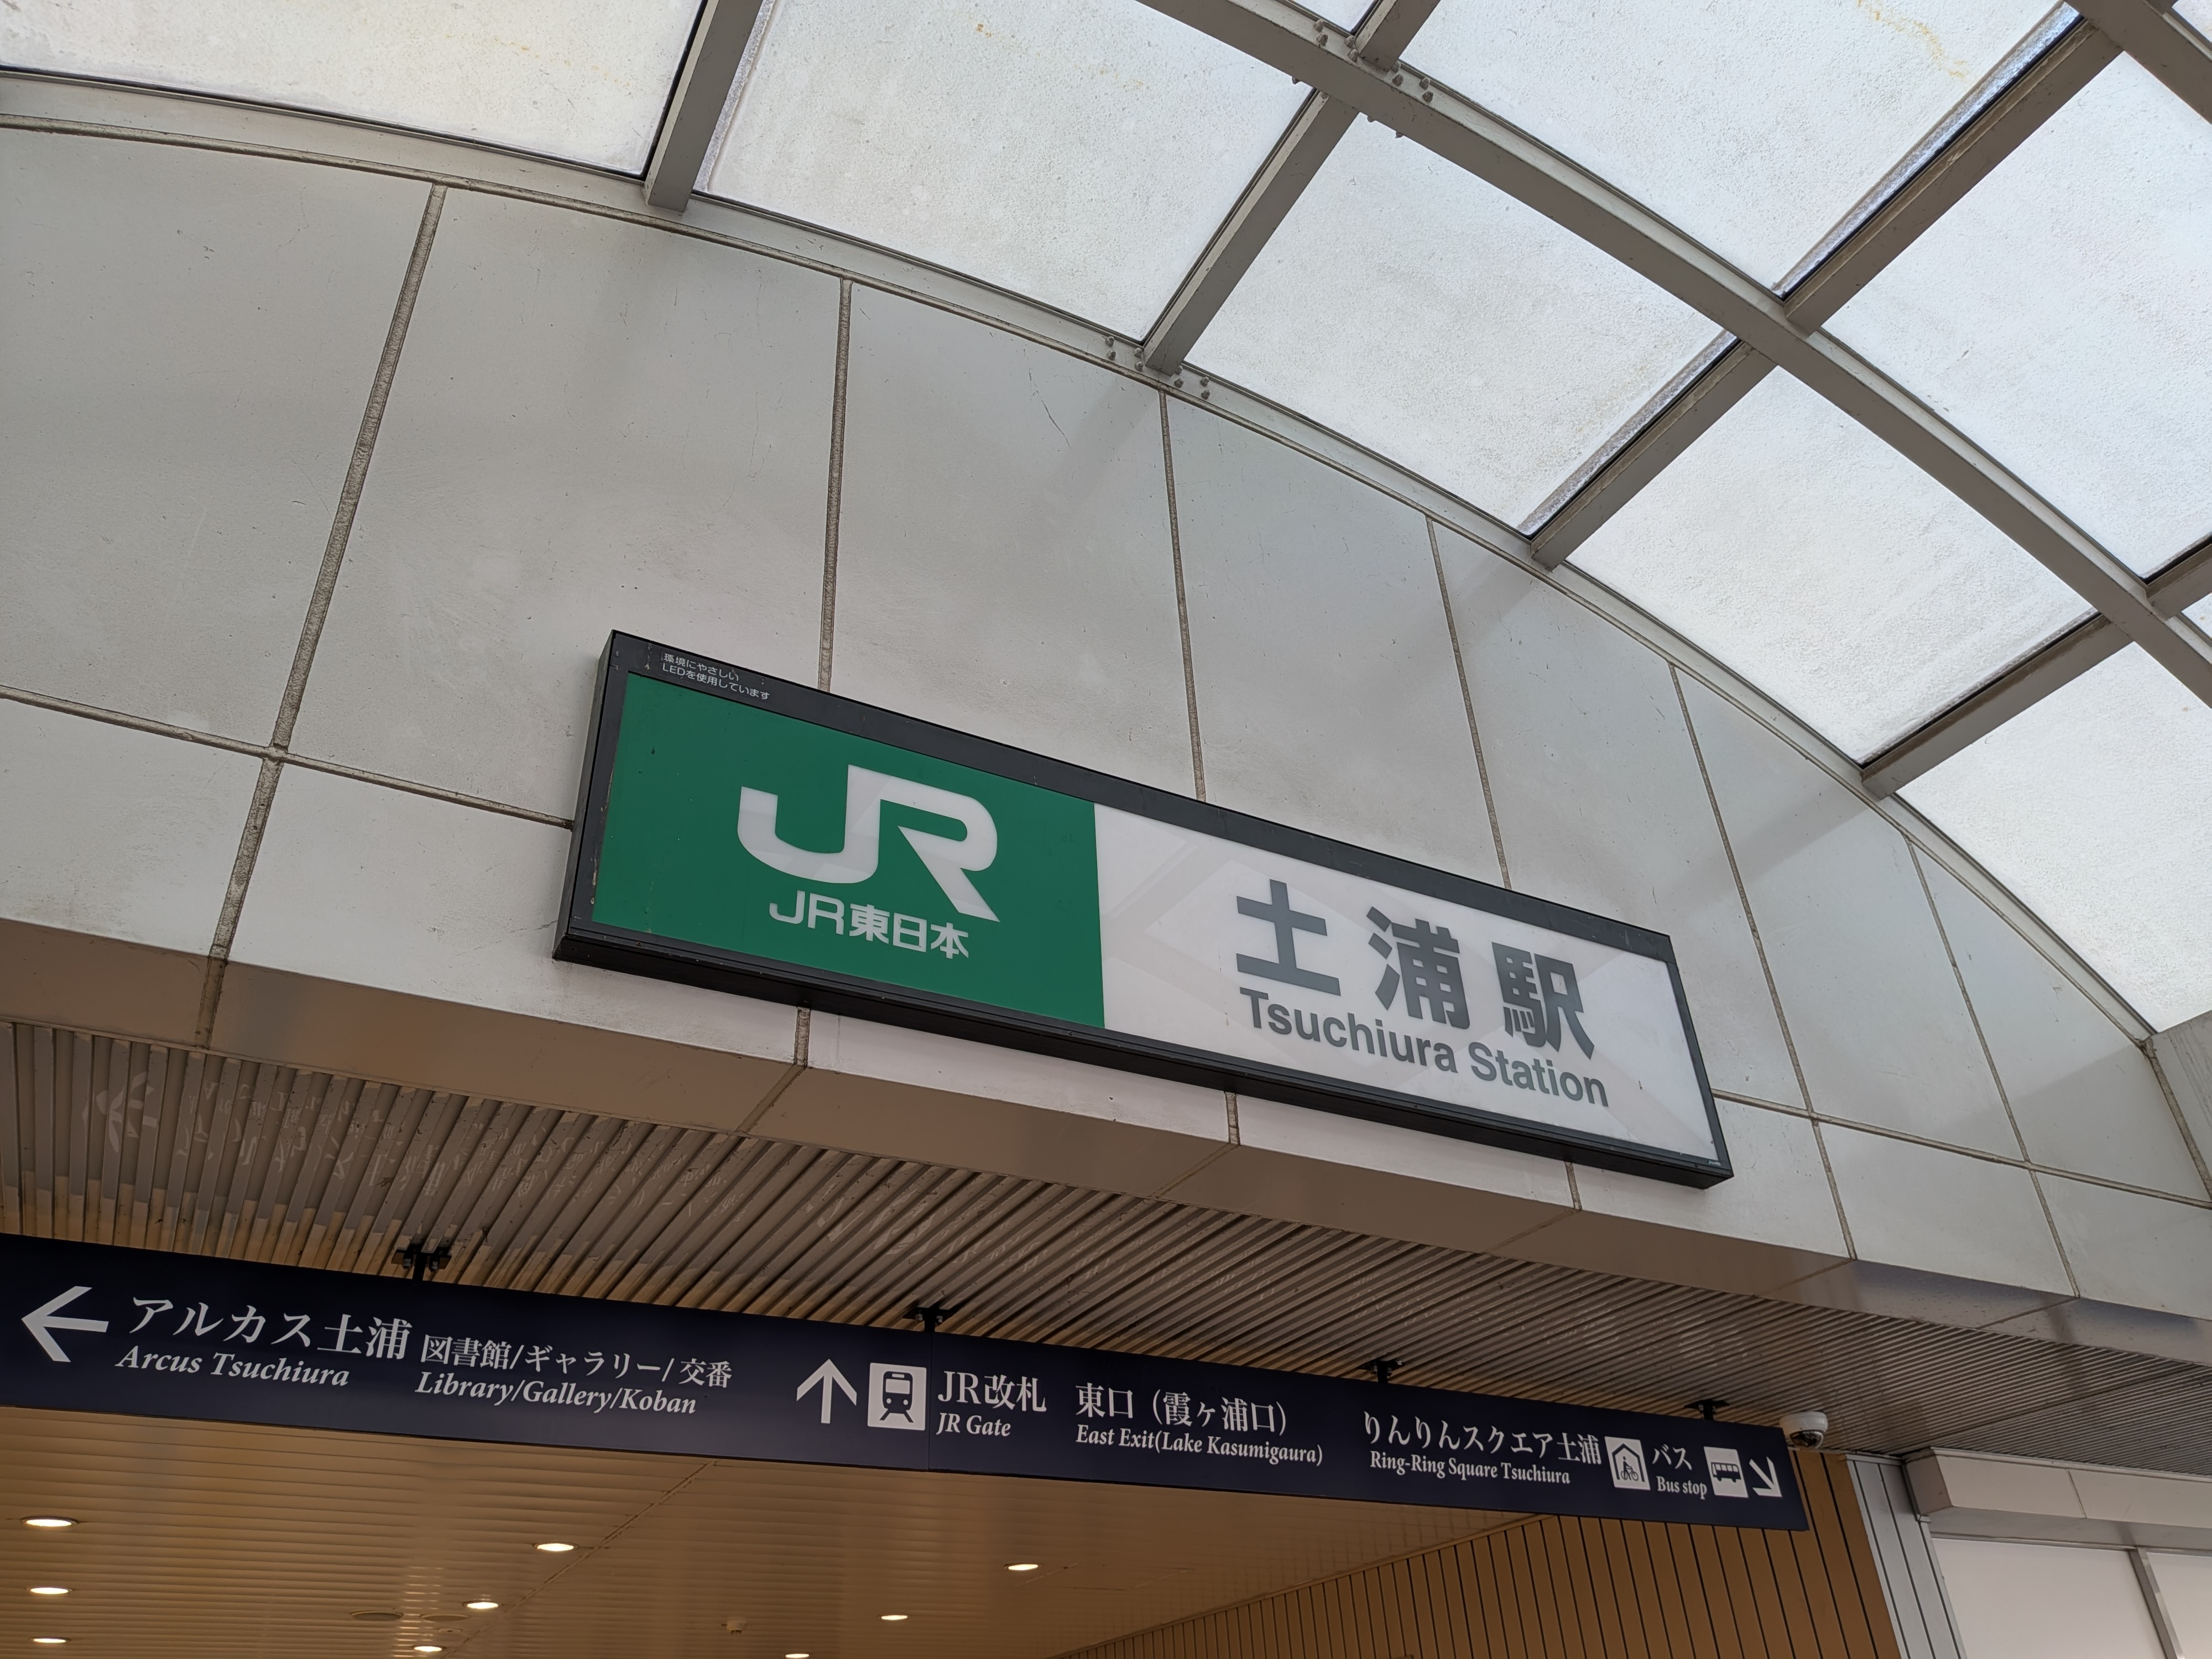 環境にやさしい
LEDを使用しています
JR
JR東日本
土浦駅
Tsuchiura Station
アルカス土浦 図書館/ギャラリー/交番
Arcus Tsuchiura Library/Gallery/Koban
JR改札
JR Gate
東口（霞ヶ浦口）
East Exit(Lake Kasumigaura)
りんりんスクエア土浦
Ring-Ring Square Tsuchiura
バス
Bus stop